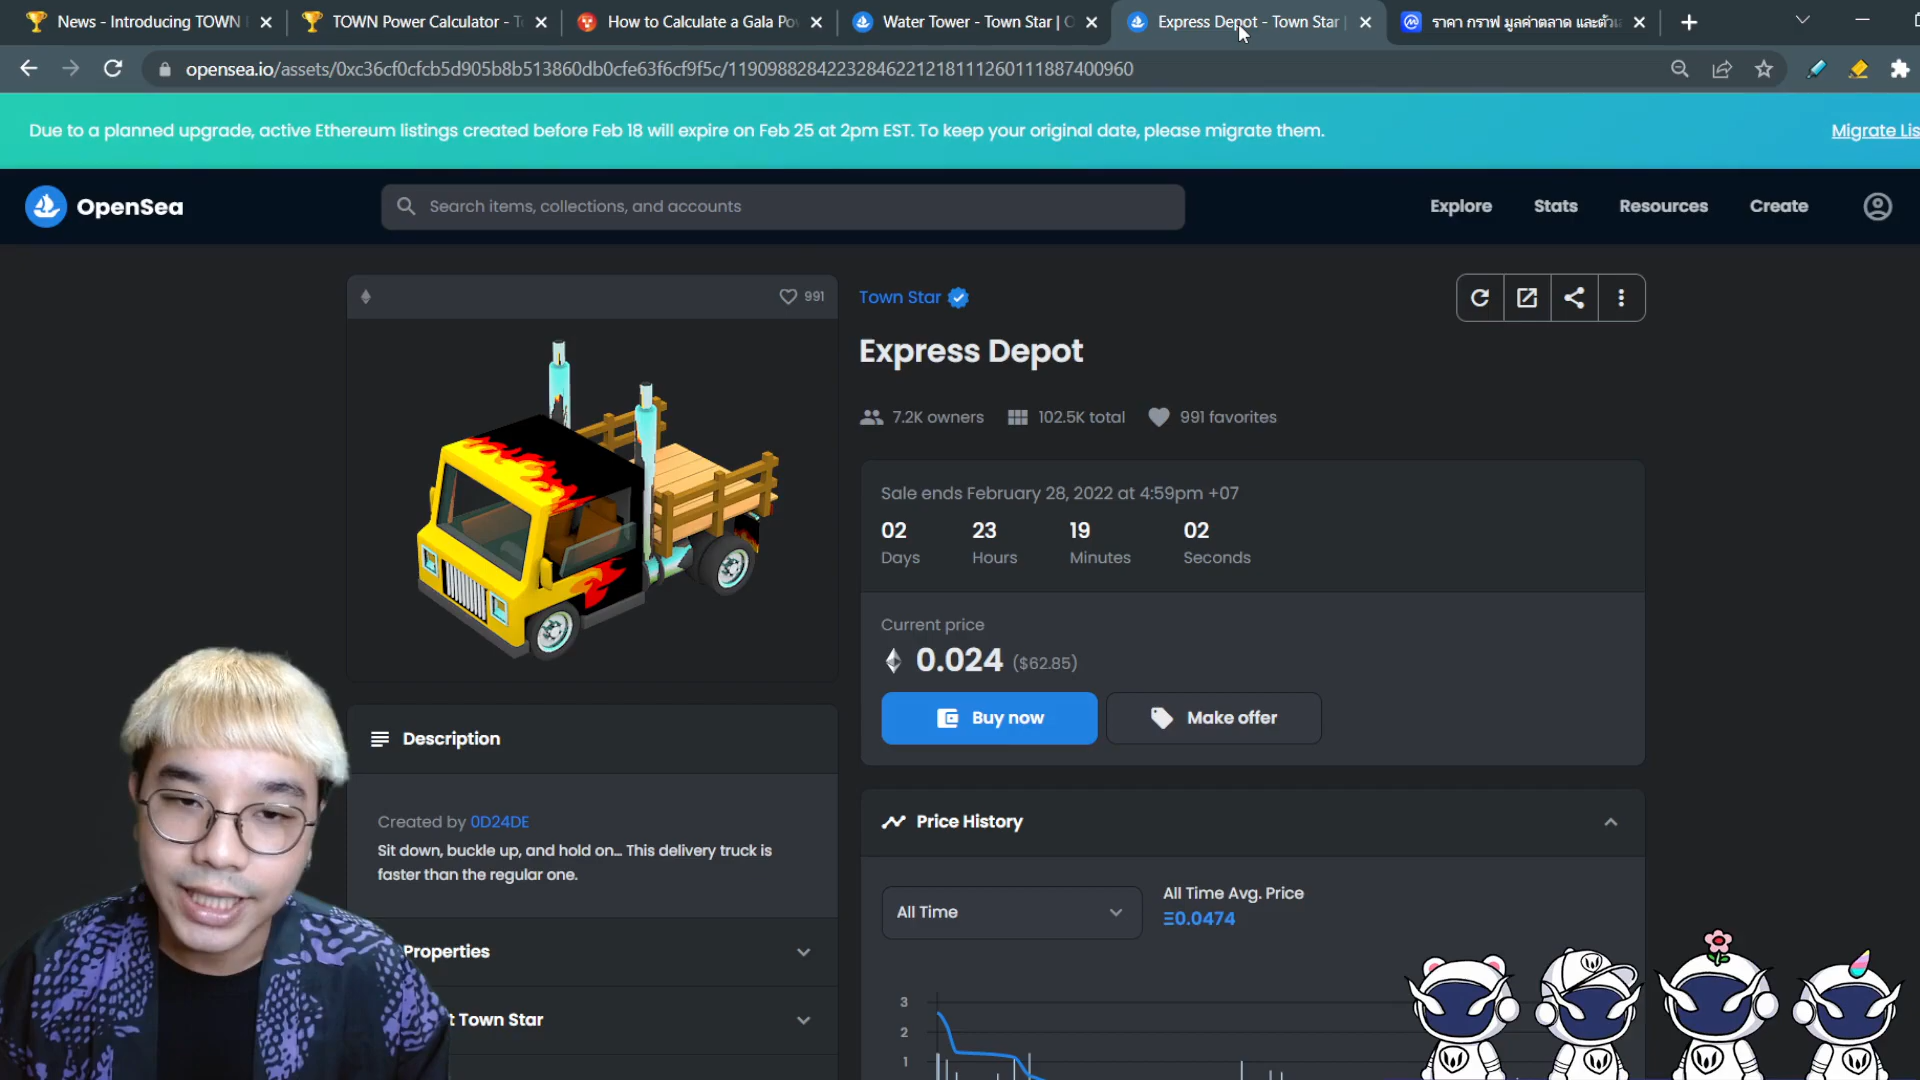 News - Introducing TOWN
TOWN Power Calculator - T
How to Calculate a Gala Po
Water Tower - Town Star | O
Express Depot - Town Star |
ราคา กราฟ มูลค่าตลาด และตัวเ
opensea.io/assets/0xc36cf0cfcb5d905b8b513860db0cfe63f6cf9f5c/11909882842232846221218111260111887400960
Due to a planned upgrade, active Ethereum listings created before Feb 18 will expire on Feb 25 at 2pm EST. To keep your original date, please migrate them.
Migrate Lis
OpenSea
Search items, collections, and accounts
Explore
Stats
Resources
Create
991
Town Star
Express Depot
7.2K owners
102.5K total
991 favorites
Sale ends February 28, 2022 at 4:59pm +07
02 23 19 02
Days Hours Minutes Seconds
Current price
0.024 ($62.85)
Buy now
Make offer
Description
Created by 0D24DE
Sit down, buckle up, and hold on... This delivery truck is
faster than the regular one.
Properties
t Town Star
Price History
All Time
All Time Avg. Price
Ξ0.0474
3
2
1